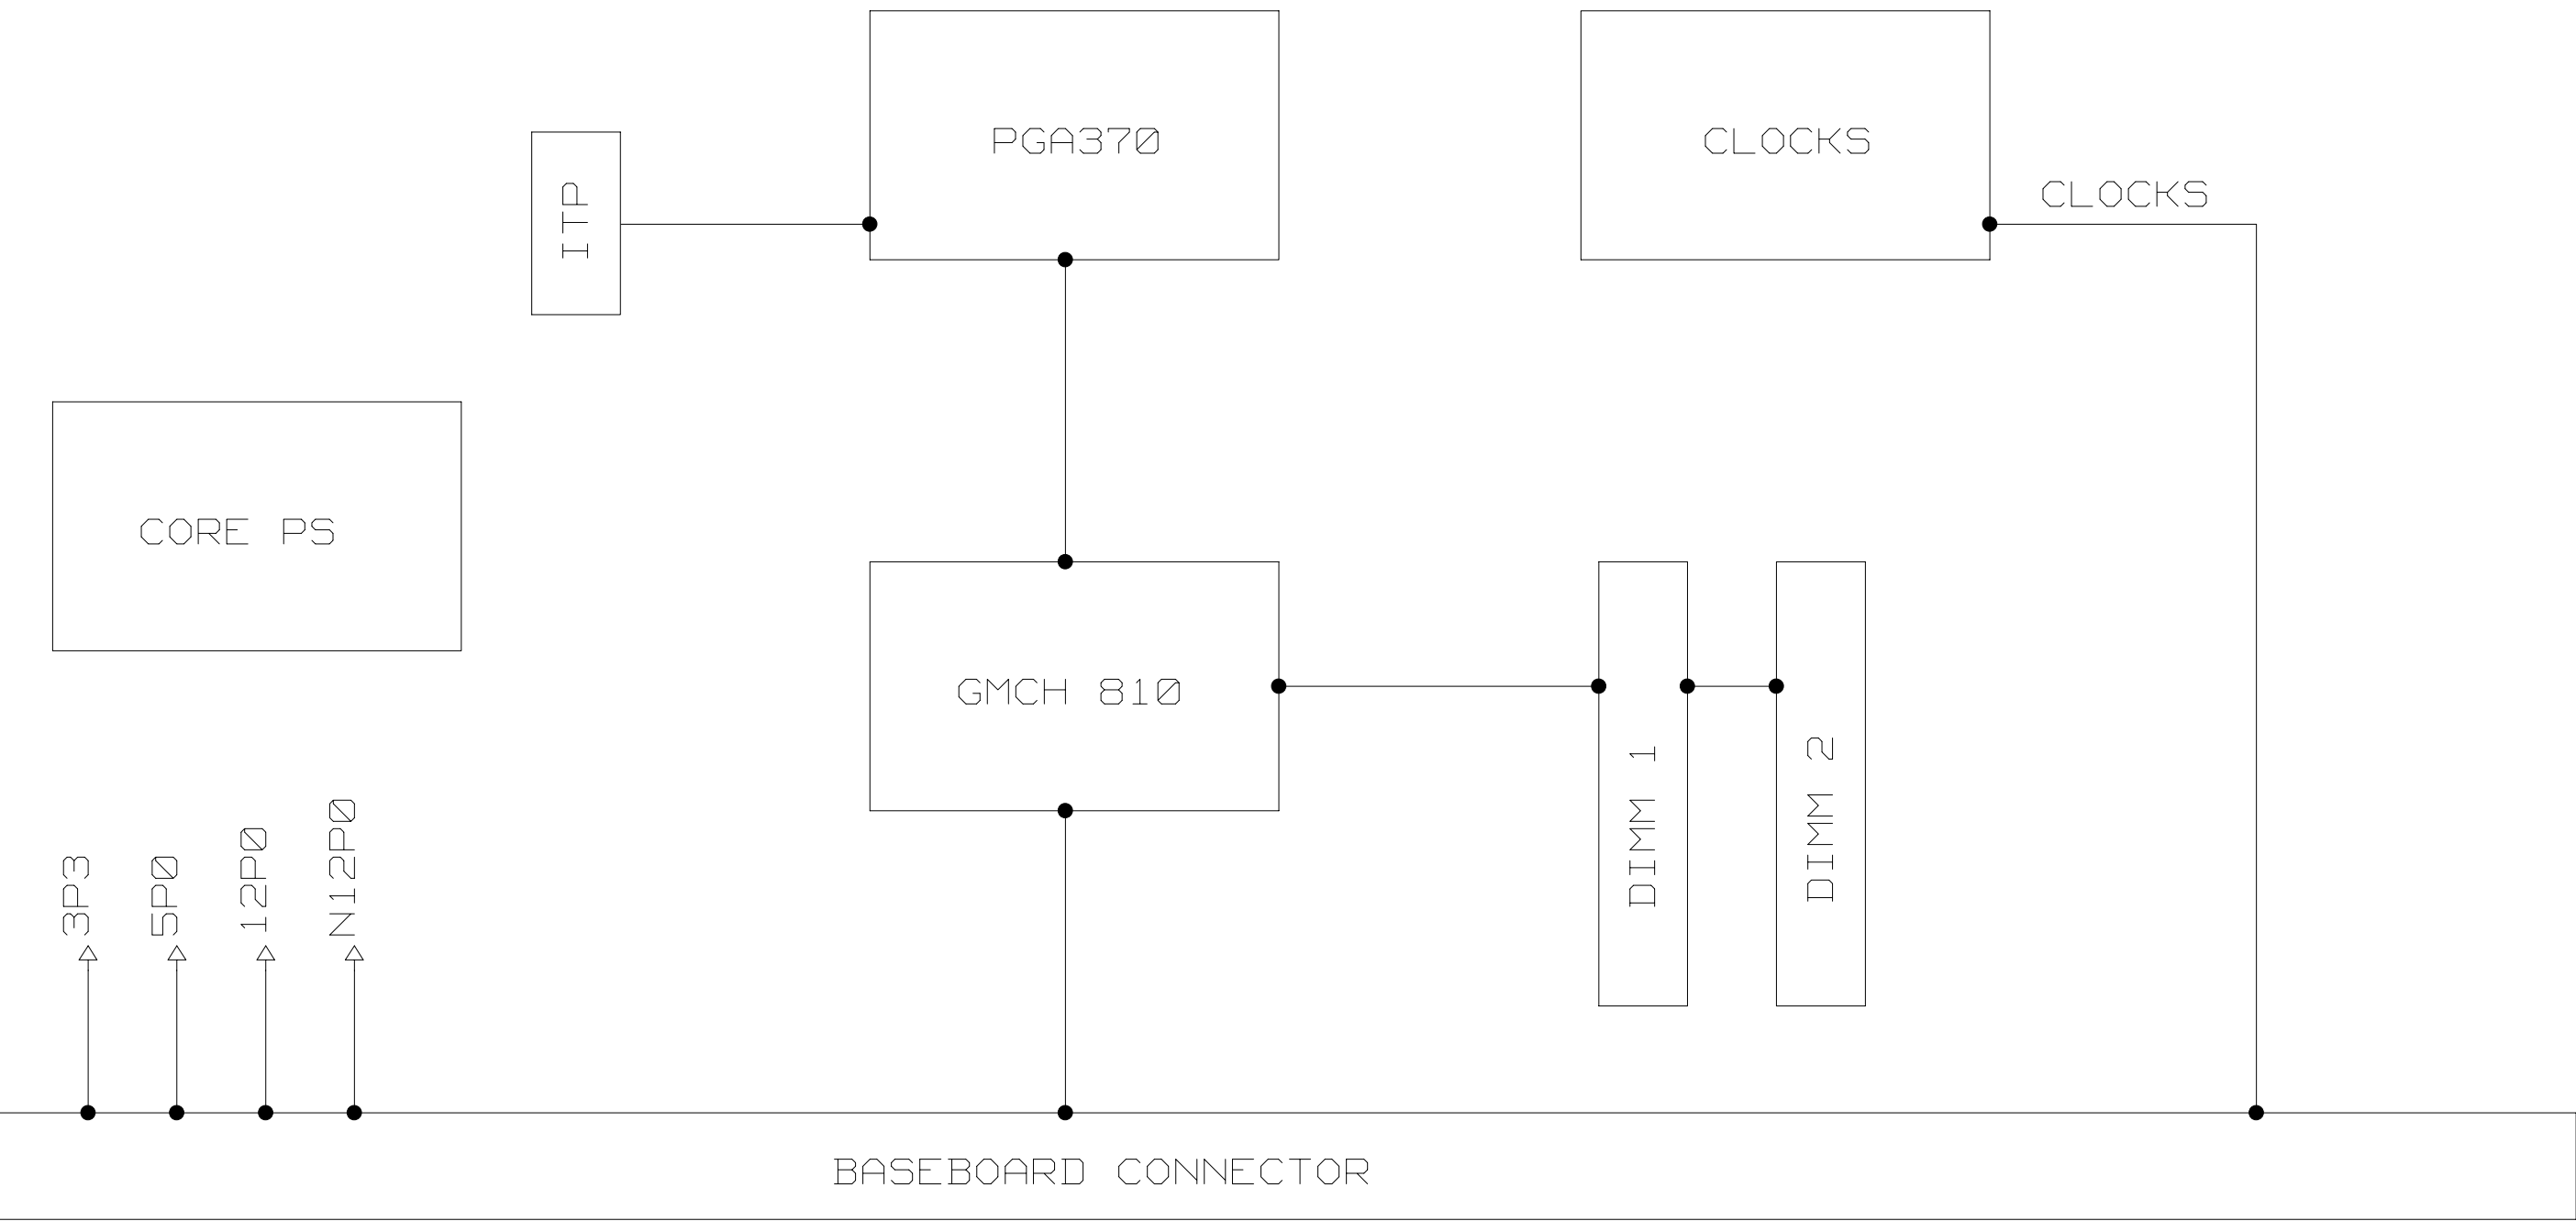 PGA370
CLOCKS
ITP
CLOCKS
CORE PS
GMCH 810
DIMM 1
DIMM 2
3P3
5P0
12P0
N12P0
BASEBOARD CONNECTOR